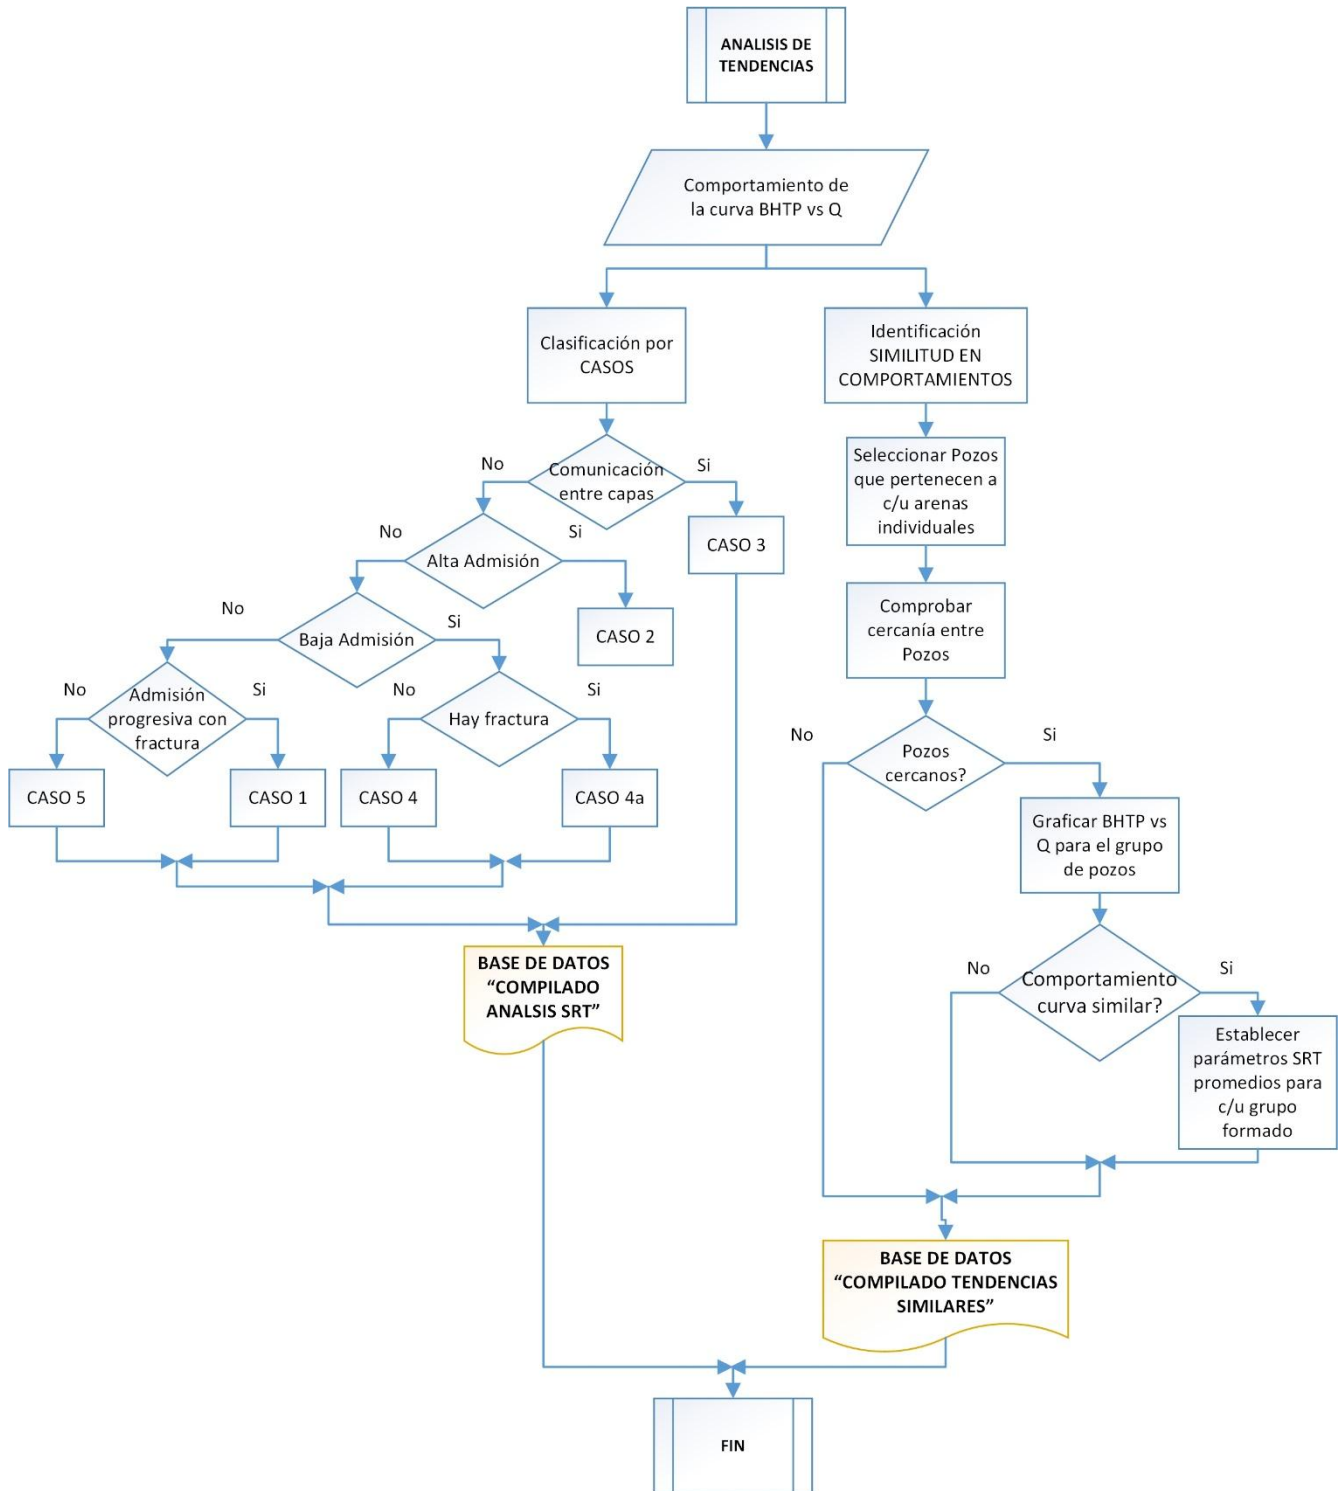 ANALISIS DE
TENDENCIAS
Comportamiento de
la curva BHTP vs Q
Clasificación por
CASOS
Identificación
SIMILITUD EN
COMPORTAMIENTOS
No
Comunicación
entre capas
Si
Seleccionar Pozos
que pertenecen a
c/u arenas
individuales
No
Alta Admisión
Si
CASO 3
No
Baja Admisión
Si
CASO 2
Comprobar
cercanía entre
Pozos
No
Admisión
progresiva con
fractura
Si
No
Hay fractura
Si
No
Pozos
cercanos?
Si
CASO 5
CASO 1
CASO 4
CASO 4a
Graficar BHTP vs
Q para el grupo
de pozos
BASE DE DATOS
“COMPILADO
ANALSIS SRT”
No
Comportamiento
curva similar?
Si
Establecer
parámetros SRT
promedios para
c/u grupo
formado
BASE DE DATOS
“COMPILADO TENDENCIAS
SIMILARES”
FIN